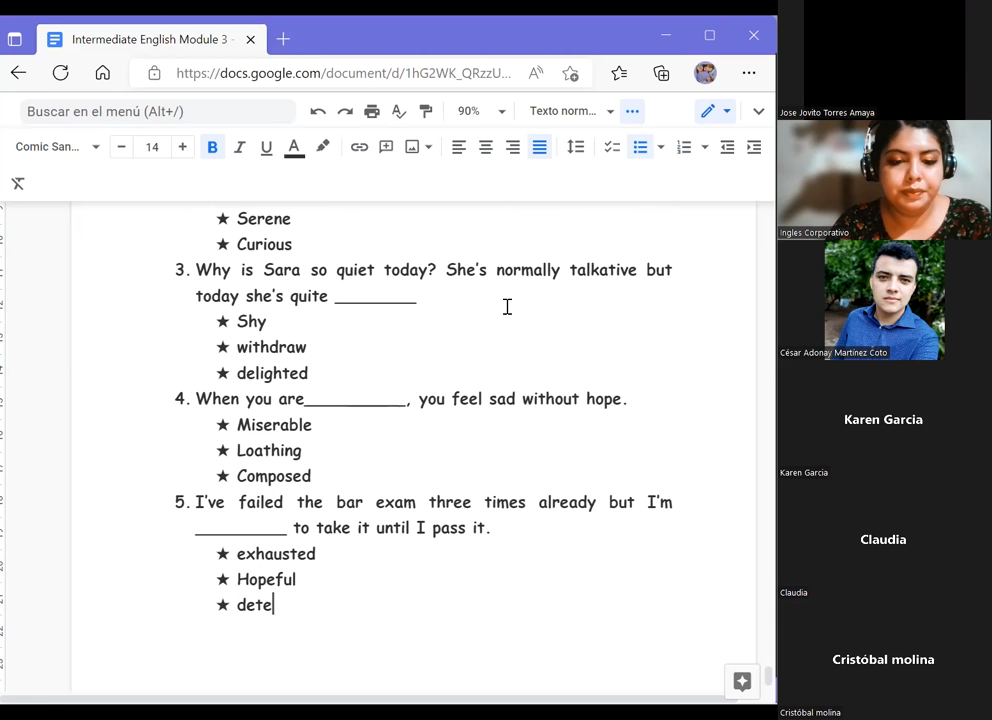 Intermediate English Module 3 -
https://docs.google.com/document/d/1hG2WK_QRzzU...
Buscar en el menú (Alt+/)
90%
Texto norm...
Comic San...
14
★ Serene
★ Curious
3. Why is Sara so quiet today? She's normally talkative but
today she's quite ________
★ Shy
★ withdraw
★ delighted
4. When you are__________, you feel sad without hope.
★ Miserable
★ Loathing
★ Composed
5. I've failed the bar exam three times already but I'm
_________ to take it until I pass it.
★ exhausted
★ Hopeful
★ dete
Jose Jovito Torres Amaya
Ingles Corporativo
César Adonay Martínez Coto
Karen Garcia
Karen Garcia
Claudia
Claudia
Cristóbal molina
Cristóbal molina